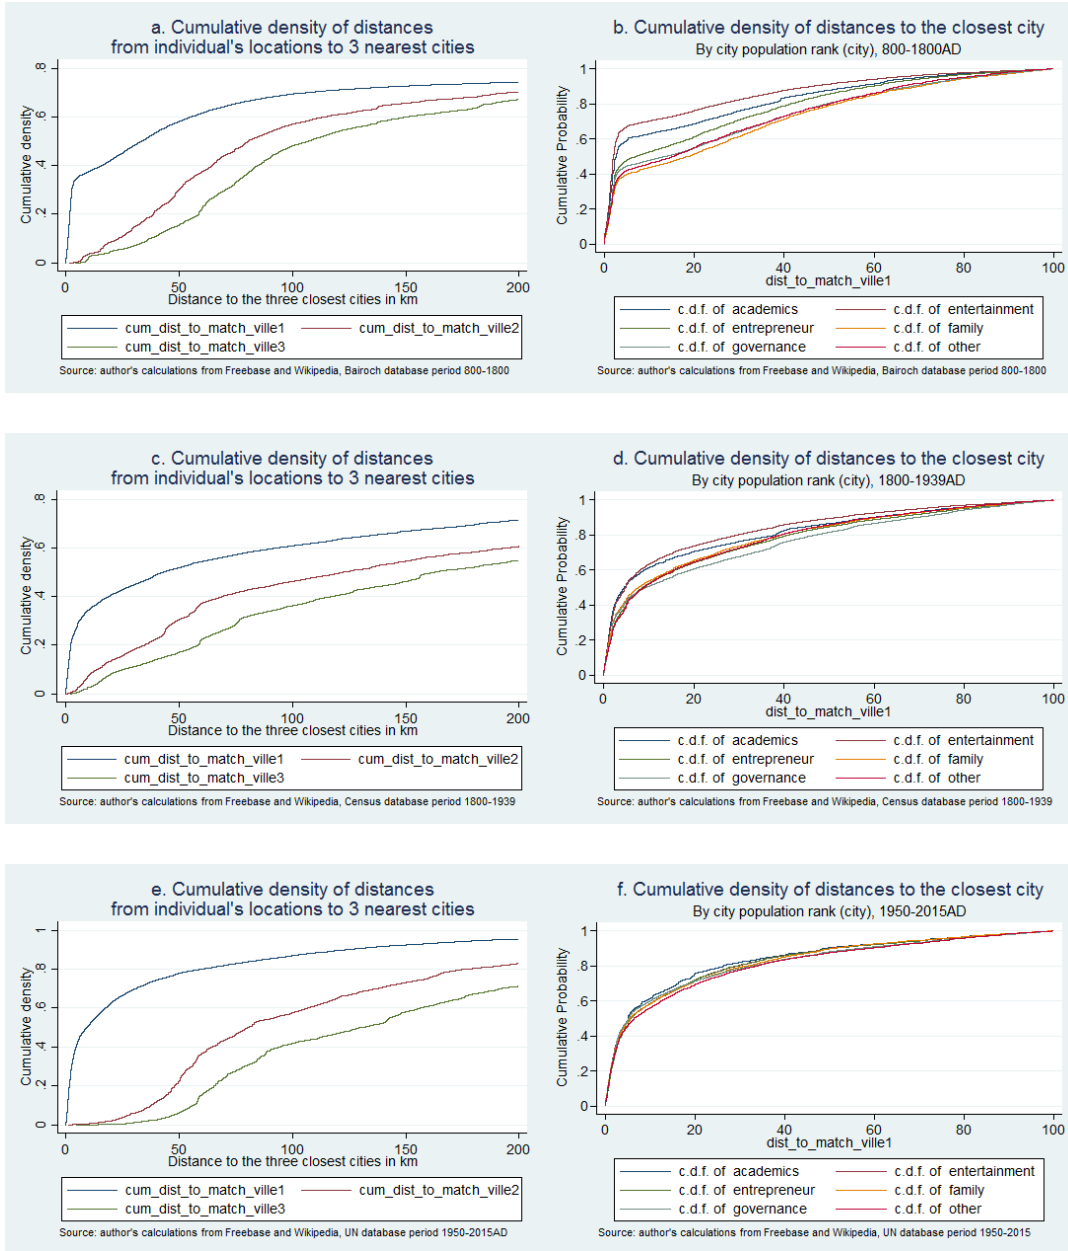 a. Cumulative density of distances
from individual's locations to 3 nearest cities
Cumulative density
0 .2 .4 .6 .8
0 50 100 150 200
Distance to the three closest cities in km
cum_dist_to_match_ville1 cum_dist_to_match_ville2
cum_dist_to_match_ville3
Source: author's calculations from Freebase and Wikipedia, Bairoch database period 800-1800
b. Cumulative density of distances to the closest city
By city population rank (city), 800-1800AD
Cumulative Probability
1
.8
.6
.4
.2
0
0 20 40 60 80 100
dist_to_match_ville1
c.d.f. of academics c.d.f. of entertainment
c.d.f. of entrepreneur c.d.f. of family
c.d.f. of governance c.d.f. of other
Source: author's calculations from Freebase and Wikipedia, Bairoch database period 800-1800
c. Cumulative density of distances
from individual's locations to 3 nearest cities
Cumulative density
0 .2 .4 .6 .8
0 50 100 150 200
Distance to the three closest cities in km
cum_dist_to_match_ville1 cum_dist_to_match_ville2
cum_dist_to_match_ville3
Source: author's calculations from Freebase and Wikipedia, Census database period 1800-1939
d. Cumulative density of distances to the closest city
By city population rank (city), 1800-1939AD
Cumulative Probability
1
.8
.6
.4
.2
0
0 20 40 60 80 100
dist_to_match_ville1
c.d.f. of academics c.d.f. of entertainment
c.d.f. of entrepreneur c.d.f. of family
c.d.f. of governance c.d.f. of other
Source: author's calculations from Freebase and Wikipedia, Census database period 1800-1939
e. Cumulative density of distances
from individual's locations to 3 nearest cities
Cumulative density
0 .2 .4 .6 .8 1
0 50 100 150 200
Distance to the three closest cities in km
cum_dist_to_match_ville1 cum_dist_to_match_ville2
cum_dist_to_match_ville3
Source: author's calculations from Freebase and Wikipedia, UN database period 1950-2015AD
f. Cumulative density of distances to the closest city
By city population rank (city), 1950-2015AD
Cumulative Probability
1
.8
.6
.4
.2
0
0 20 40 60 80 100
dist_to_match_ville1
c.d.f. of academics c.d.f. of entertainment
c.d.f. of entrepreneur c.d.f. of family
c.d.f. of governance c.d.f. of other
Source: author's calculations from Freebase and Wikipedia, UN database period 1950-2015